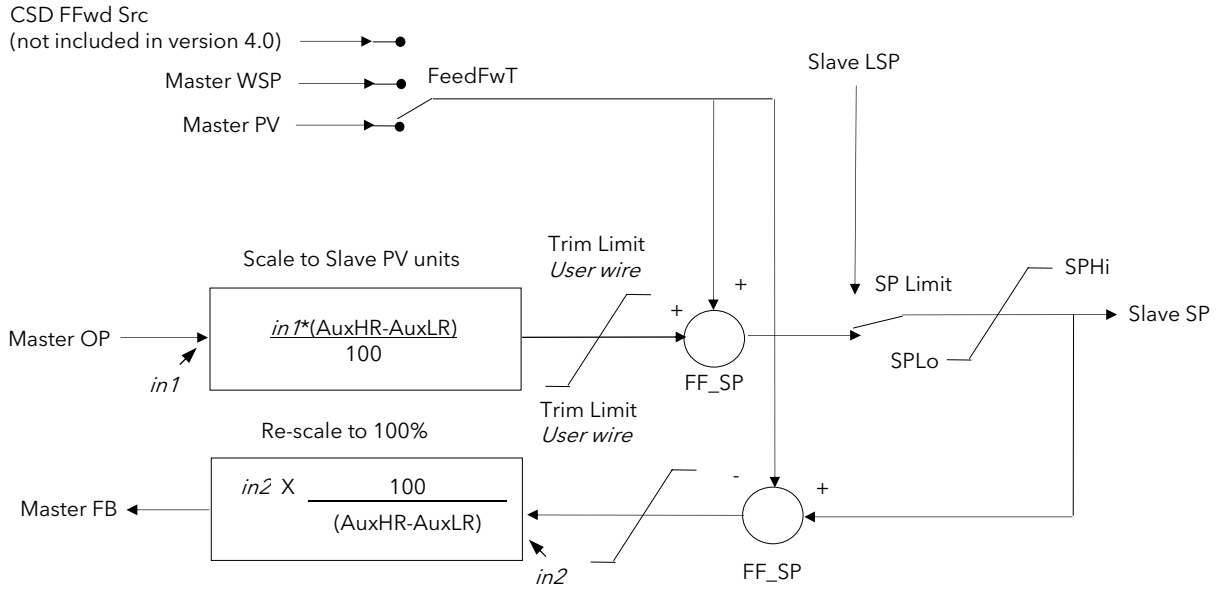 CSD FFwd Src
(not included in version 4.0)
Master WSP
FeedFwT
Master PV
Slave LSP
Scale to Slave PV units
Trim Limit
User wire
SP Limit
SPHi
Master OP
in1*(AuxHR-AuxLR)
100
+
+
Slave SP
in1
SPLo
FF_SP
Trim Limit
User wire
Re-scale to 100%
Master FB
in2 X
100
(AuxHR-AuxLR)
-
+
in2
FF_SP